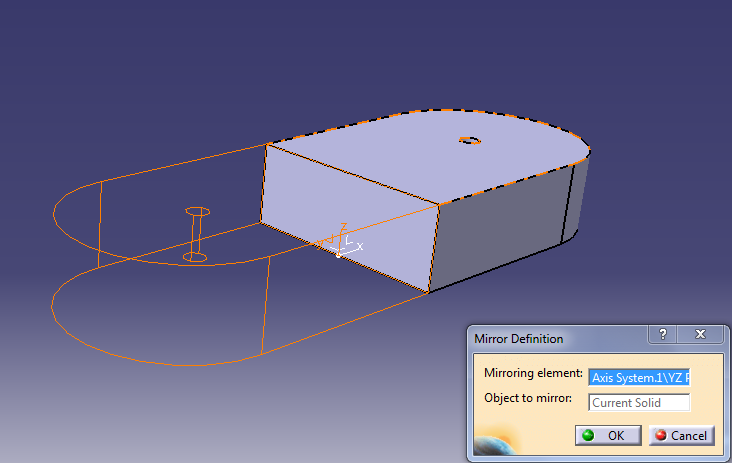 z
x
Mirror Definition
?
Mirroring element: Axis System.1\YZ P
Object to mirror: Current Solid
OK Cancel